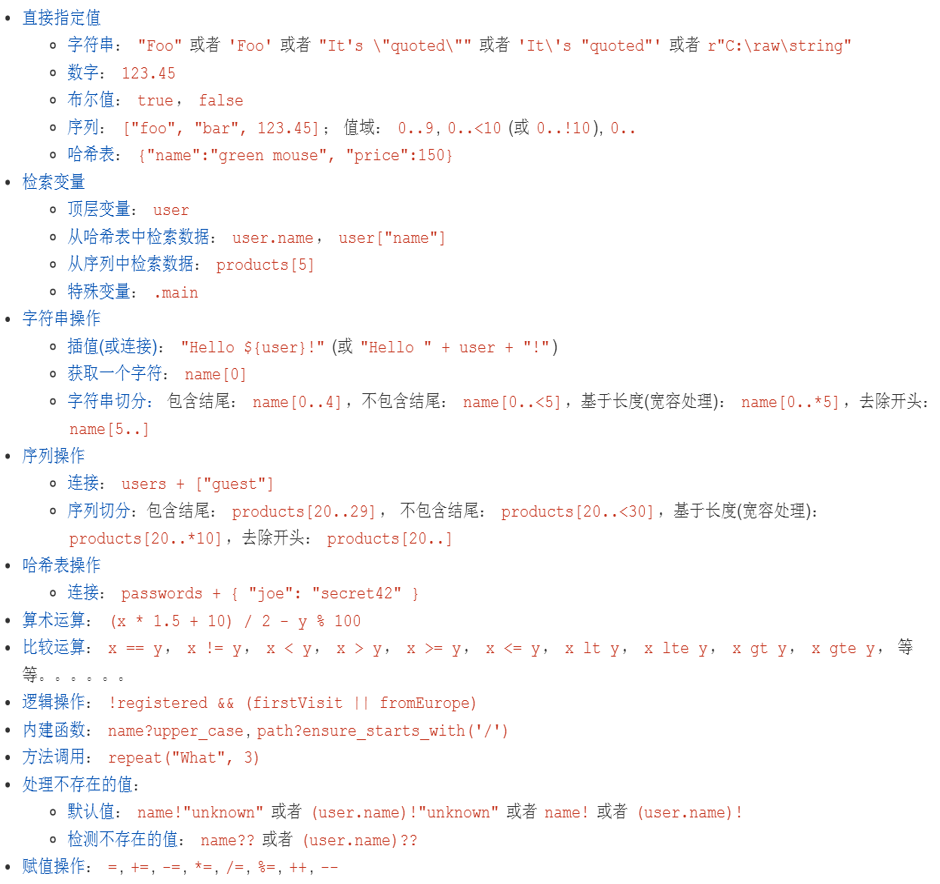 直接指定值
字符串： "Foo" 或者 'Foo' 或者 "It's \"quoted\"" 或者 'It\'s "quoted"' 或者 r"C:\raw\string"
数字： 123.45
布尔值： true， false
序列： ["foo", "bar", 123.45]； 值域： 0..9, 0..<10 (或 0..!10), 0..
哈希表： {"name":"green mouse", "price":150}
检索变量
顶层变量： user
从哈希表中检索数据： user.name， user["name"]
从序列中检索数据： products[5]
特殊变量： .main
字符串操作
插值(或连接)： "Hello ${user}!" (或 "Hello " + user + "!")
获取一个字符： name[0]
字符串切分： 包含结尾： name[0..4]，不包含结尾： name[0..<5]，基于长度(宽容处理)： name[0..*5]，去除开头：
name[5..]
序列操作
连接： users + ["guest"]
序列切分：包含结尾： products[20..29]， 不包含结尾： products[20..<30]，基于长度(宽容处理)：
products[20..*10]，去除开头： products[20..]
哈希表操作
连接： passwords + { "joe": "secret42" }
算术运算： (x * 1.5 + 10) / 2 - y % 100
比较运算： x == y， x != y， x < y， x > y， x >= y， x <= y， x lt y， x lte y， x gt y， x gte y， 等
等。。。。。。
逻辑操作： !registered && (firstVisit || fromEurope)
内建函数： name?upper_case, path?ensure_starts_with('/')
方法调用： repeat("What", 3)
处理不存在的值：
默认值： name!"unknown" 或者 (user.name)!"unknown" 或者 name! 或者 (user.name)!
检测不存在的值： name?? 或者 (user.name)??
赋值操作： =, +=, -=, *=, /=, %=, ++, --